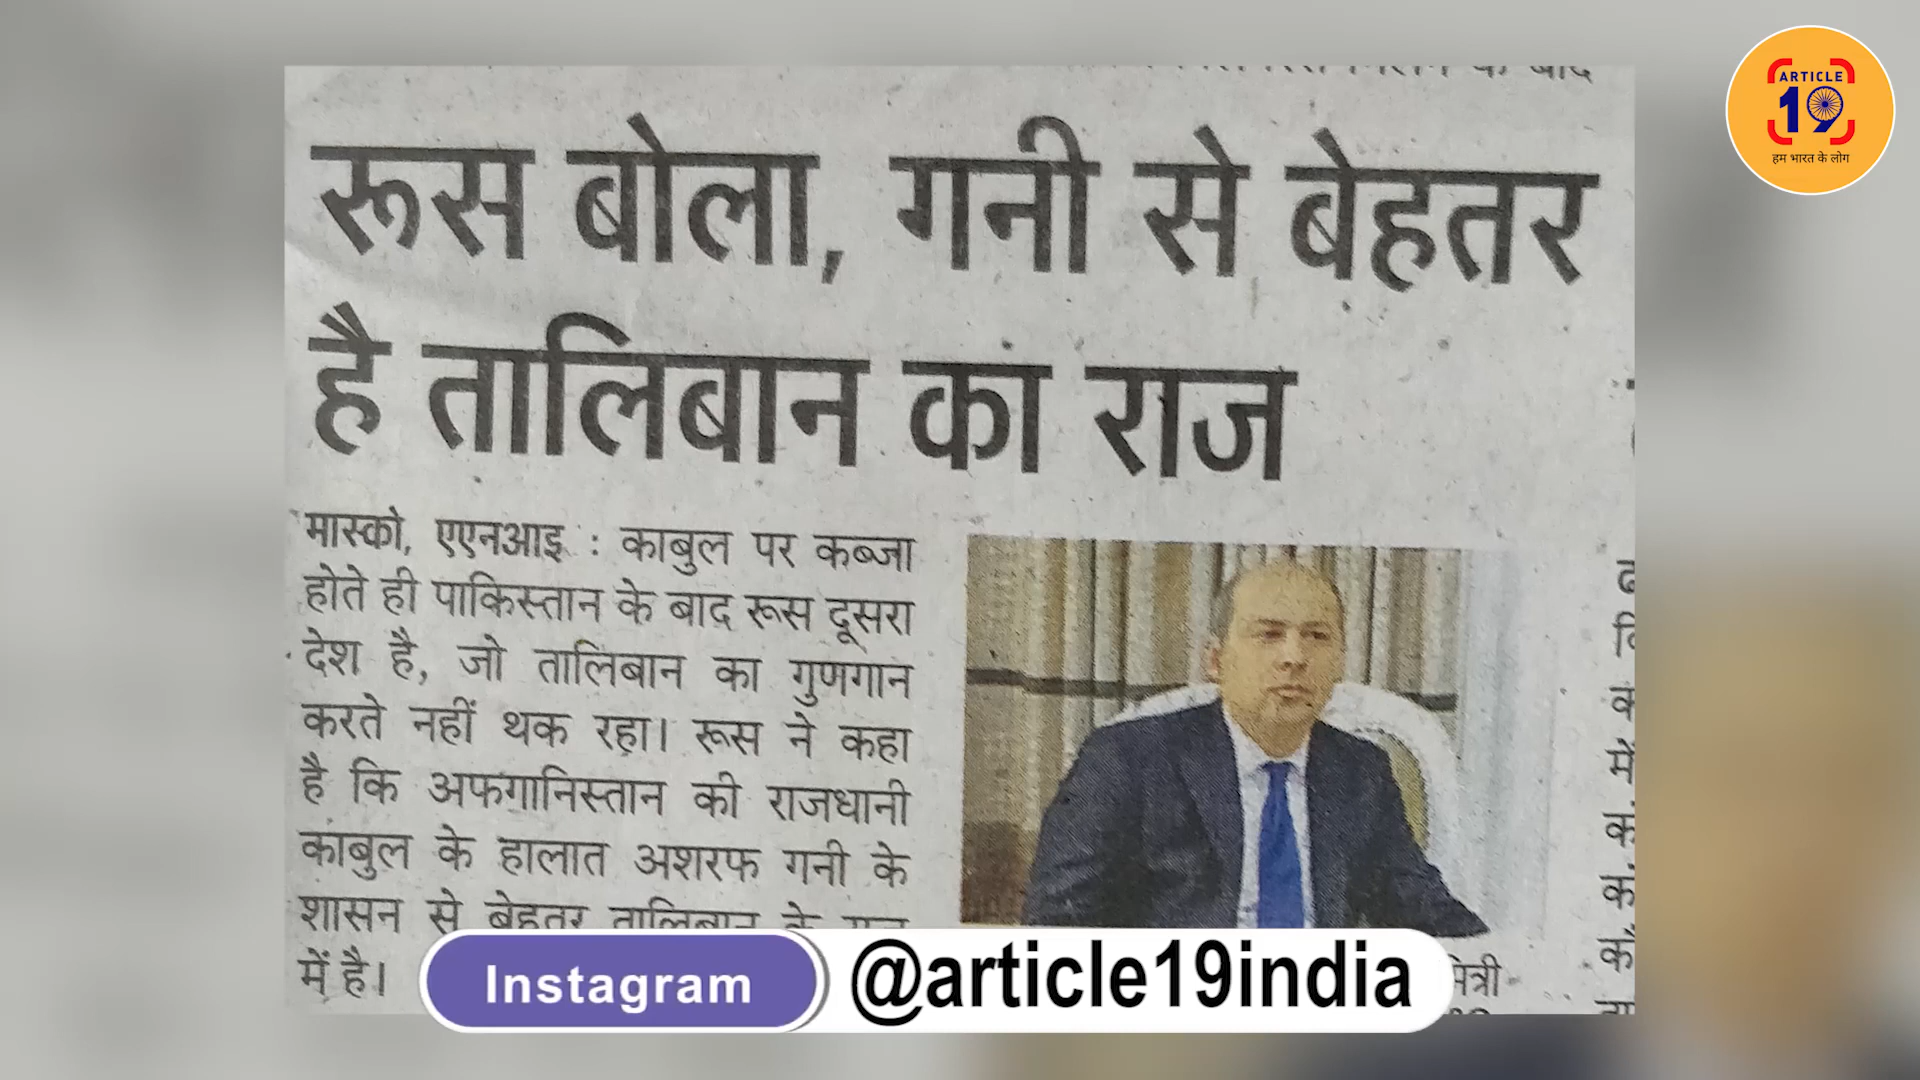 ARTICLE
19
हम भारत के लोग
रूस बोला, गनी से बेहतर
है तालिबान का राज
मास्को, एएनआइ : काबुल पर कब्जा
होते ही पाकिस्तान के बाद रूस दूसरा
देश है, जो तालिबान का गुणगान
करते नहीं थक रहा। रूस ने कहा
है कि अफगानिस्तान की राजधानी
काबुल के हालात अशरफ गनी के
शासन से बेहतर तालिबान के राज
में है।
Instagram @article19india